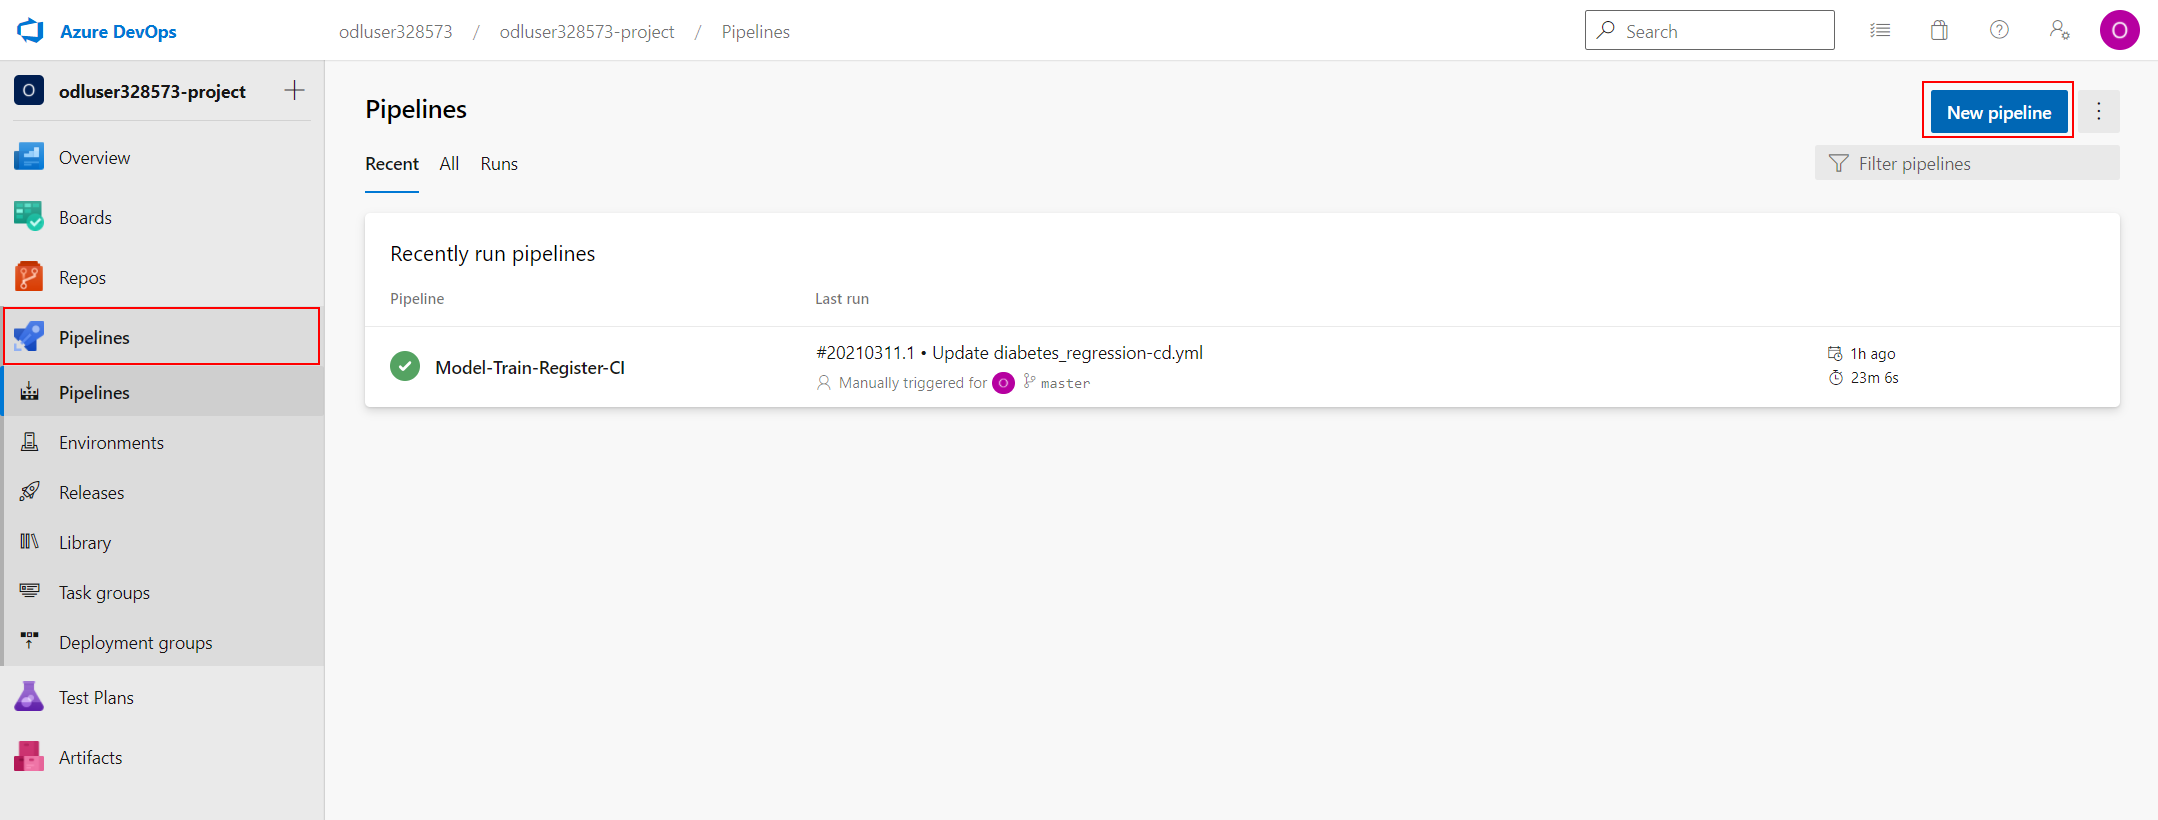 Azure DevOps
odluser328573 / odluser328573-project / Pipelines
Search
O
O odluser328573-project
Overview
Boards
Repos
Pipelines
Pipelines
Environments
Releases
Library
Task groups
Deployment groups
Test Plans
Artifacts
Pipelines
New pipeline
Recent All Runs
Filter pipelines
Recently run pipelines
Pipeline Last run
Model-Train-Register-CI
#20210311.1 • Update diabetes_regression-cd.yml
Manually triggered for O master
1h ago
23m 6s